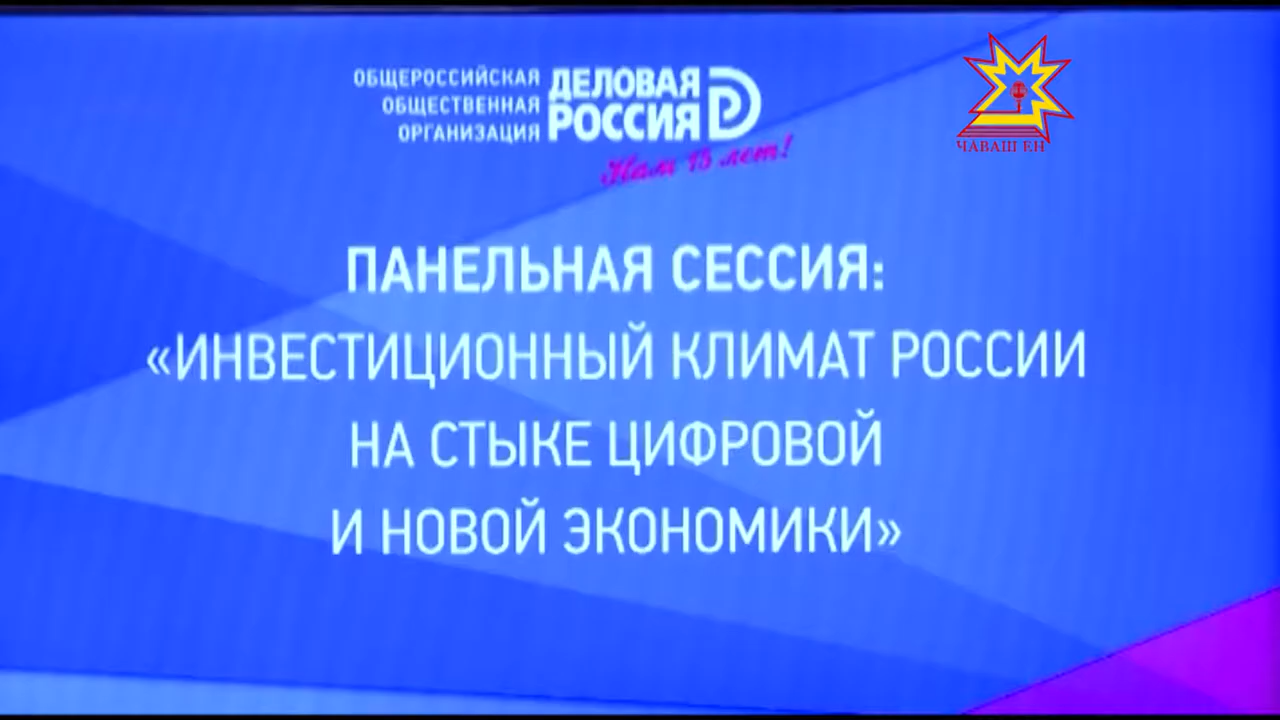 ОБЩЕРОССИЙСКАЯ
ОБЩЕСТВЕННАЯ
ОРГАНИЗАЦИЯ
ДЕЛОВАЯ
РОССИЯ
Нам 15 лет!
ЧАВАШ ЕН
ПАНЕЛЬНАЯ СЕССИЯ:
«ИНВЕСТИЦИОННЫЙ КЛИМАТ РОССИИ
НА СТЫКЕ ЦИФРОВОЙ
И НОВОЙ ЭКОНОМИКИ»